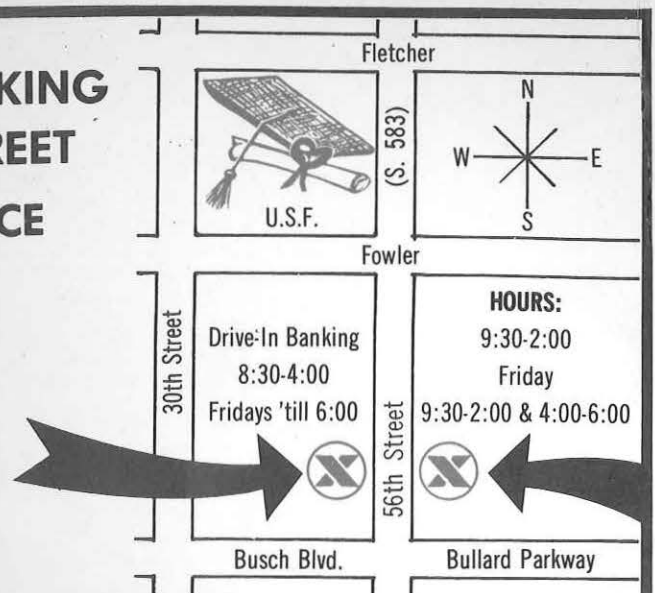 KING
REET
CE
Fletcher
(S. 583)
N
W
E
S
U.S.F.
Fowler
30th Street
Drive-In Banking
8:30-4:00
Fridays 'till 6:00
56th Street
HOURS:
9:30-2:00
Friday
9:30-2:00 & 4:00-6:00
Busch Blvd.
Bullard Parkway